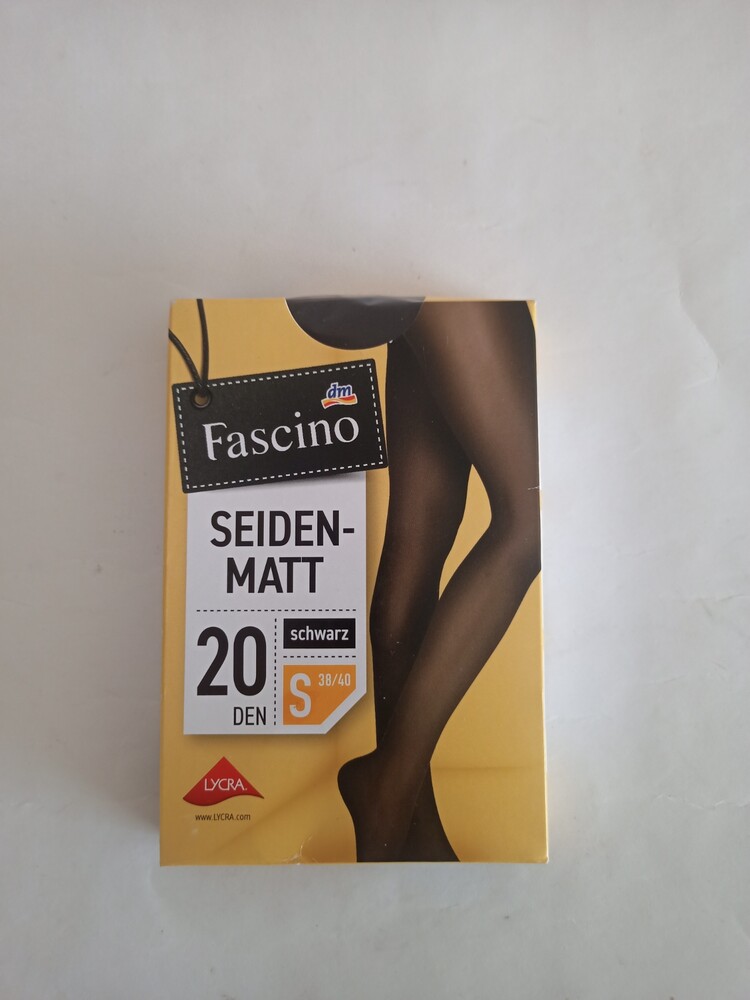 dm
Fascino
SEIDEN-
MATT
20
DEN
schwarz
S 38/40
LYCRA.
www.LYCRA.com